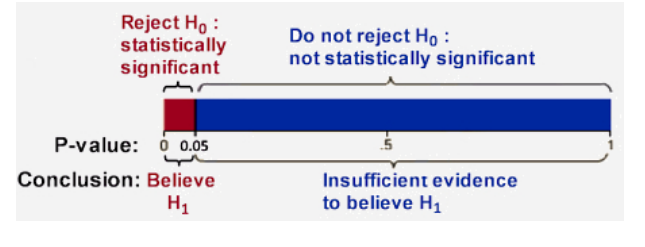 Reject H₀ :
statistically
significant
Do not reject H₀ :
not statistically significant
P-value: 0 0.05 .5 1
Conclusion: Believe
H₁
Insufficient evidence
to believe H₁